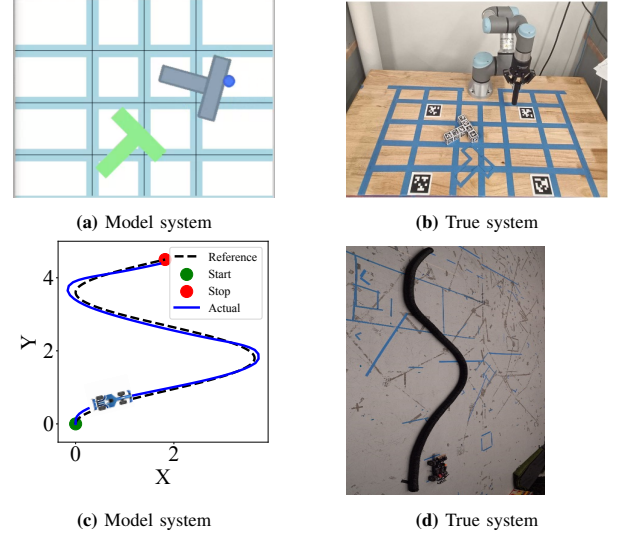 (a) Model system
(b) True system
Reference
Start
Stop
Actual
4
2
0
Y
0
2
X
(c) Model system
(d) True system